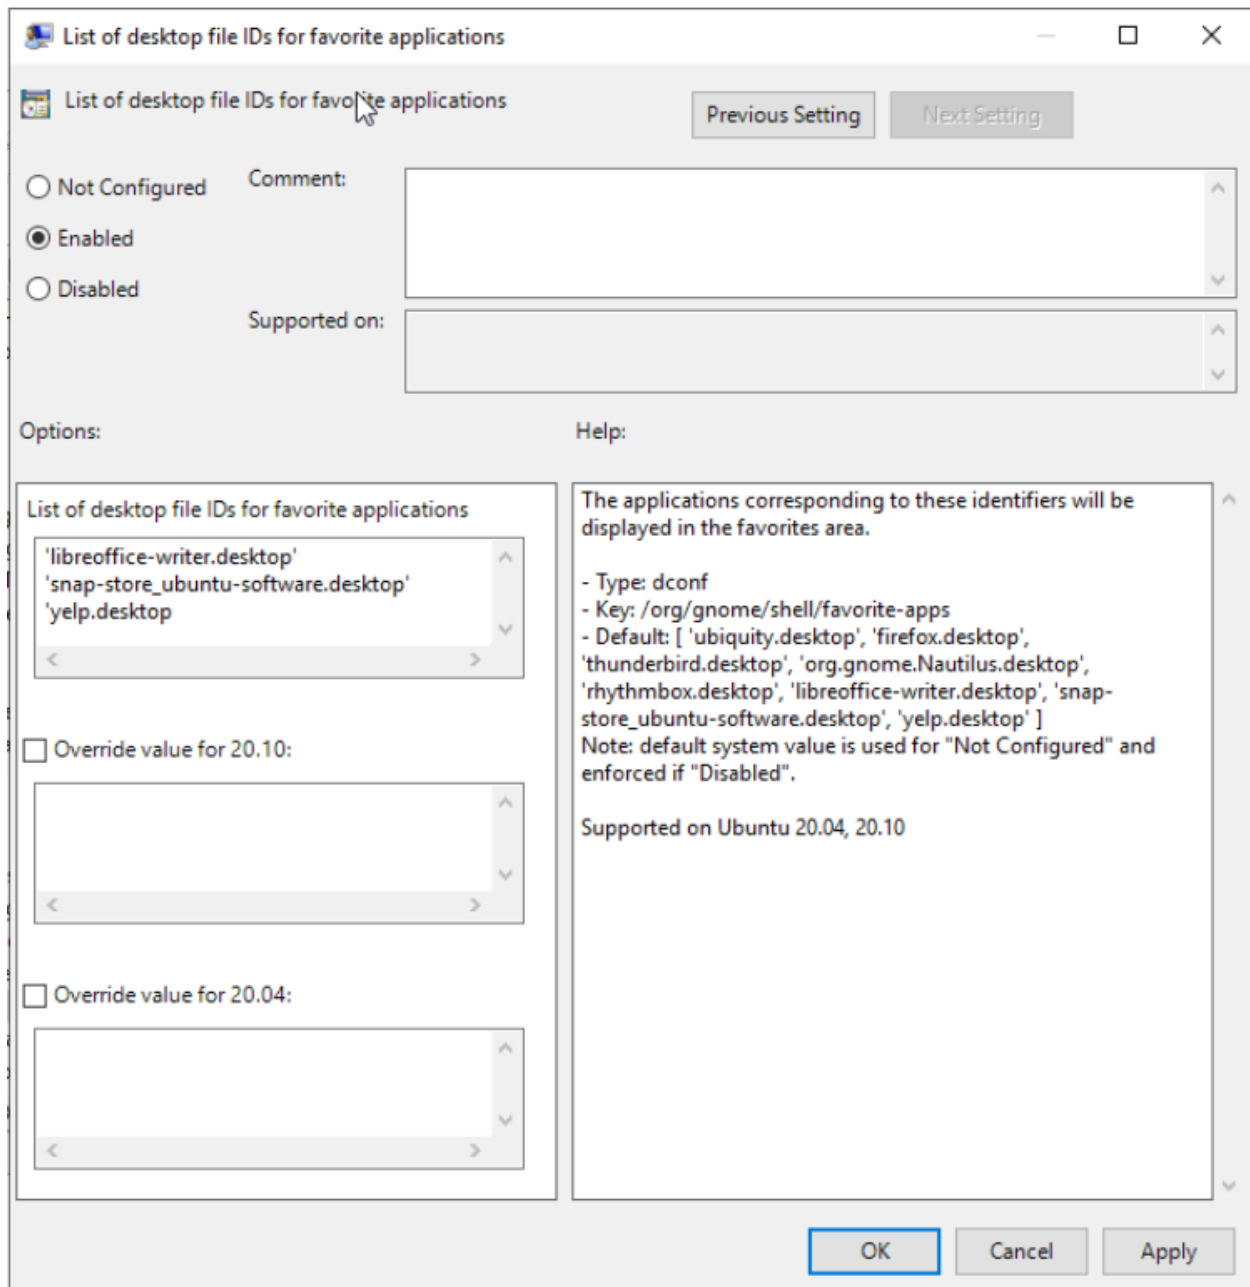 List of desktop file IDs for favorite applications
List of desktop file IDs for favorite applications
Previous Setting
Next Setting
Not Configured
Comment:
Enabled
Disabled
Supported on:
Options:
Help:
List of desktop file IDs for favorite applications
'libreoffice-writer.desktop'
'snap-store_ubuntu-software.desktop'
'yelp.desktop
Override value for 20.10:
Override value for 20.04:
The applications corresponding to these identifiers will be
displayed in the favorites area.
- Type: dconf
- Key: /org/gnome/shell/favorite-apps
- Default: [ 'ubiquity.desktop', 'firefox.desktop',
'thunderbird.desktop', 'org.gnome.Nautilus.desktop',
'rhythmbox.desktop', 'libreoffice-writer.desktop', 'snap-
store_ubuntu-software.desktop', 'yelp.desktop' ]
Note: default system value is used for "Not Configured" and
enforced if "Disabled".
Supported on Ubuntu 20.04, 20.10
OK
Cancel
Apply